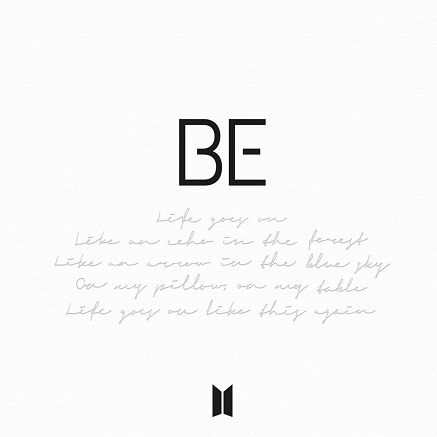 BE
Life goes on
Like an echo in the forest
Like an arrow in the blue sky
On my pillow, on my table
Life goes on like this again